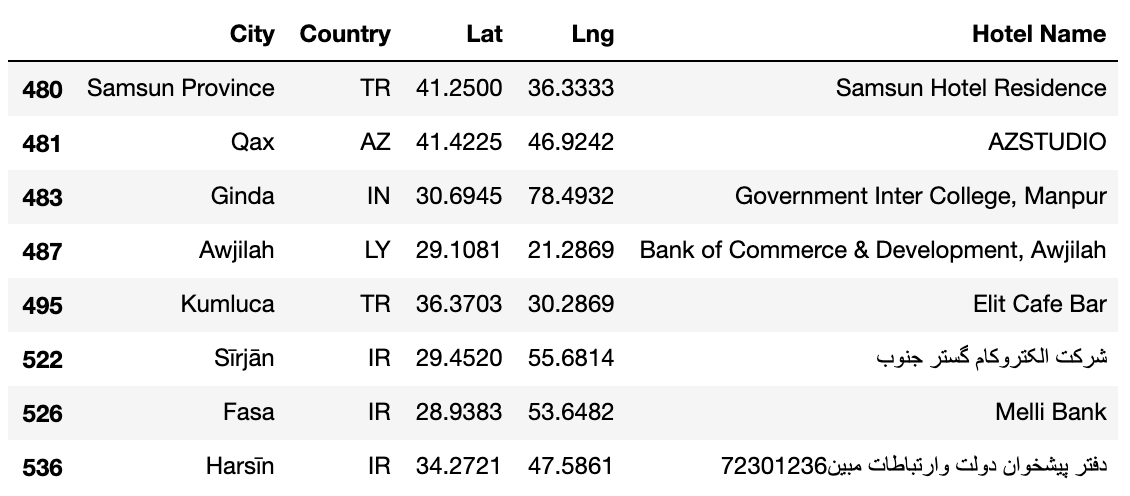 City Country Lat Lng Hotel Name
480 Samsun Province TR 41.2500 36.3333 Samsun Hotel Residence
481 Qax AZ 41.4225 46.9242 AZSTUDIO
483 Ginda IN 30.6945 78.4932 Government Inter College, Manpur
487 Awjilah LY 29.1081 21.2869 Bank of Commerce & Development, Awjilah
495 Kumluca TR 36.3703 30.2869 Elit Cafe Bar
522 Sīrjān IR 29.4520 55.6814 شرکت الکتروکام گستر جنوب
526 Fasa IR 28.9383 53.6482 Melli Bank
536 Harsīn IR 34.2721 47.5861 دفتر پیشخوان دولت وارتباطات مبین72301236